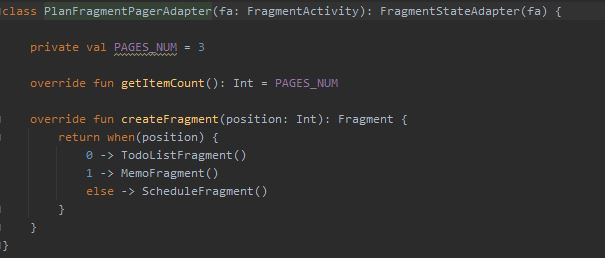 class PlanFragmentPagerAdapter(fa: FragmentActivity): FragmentStateAdapter(fa) {
private val PAGES_NUM = 3
override fun getItemCount(): Int = PAGES_NUM
override fun createFragment(position: Int): Fragment {
return when(position) {
0 -> TodoListFragment()
1 -> MemoFragment()
else -> ScheduleFragment()
}
}
}